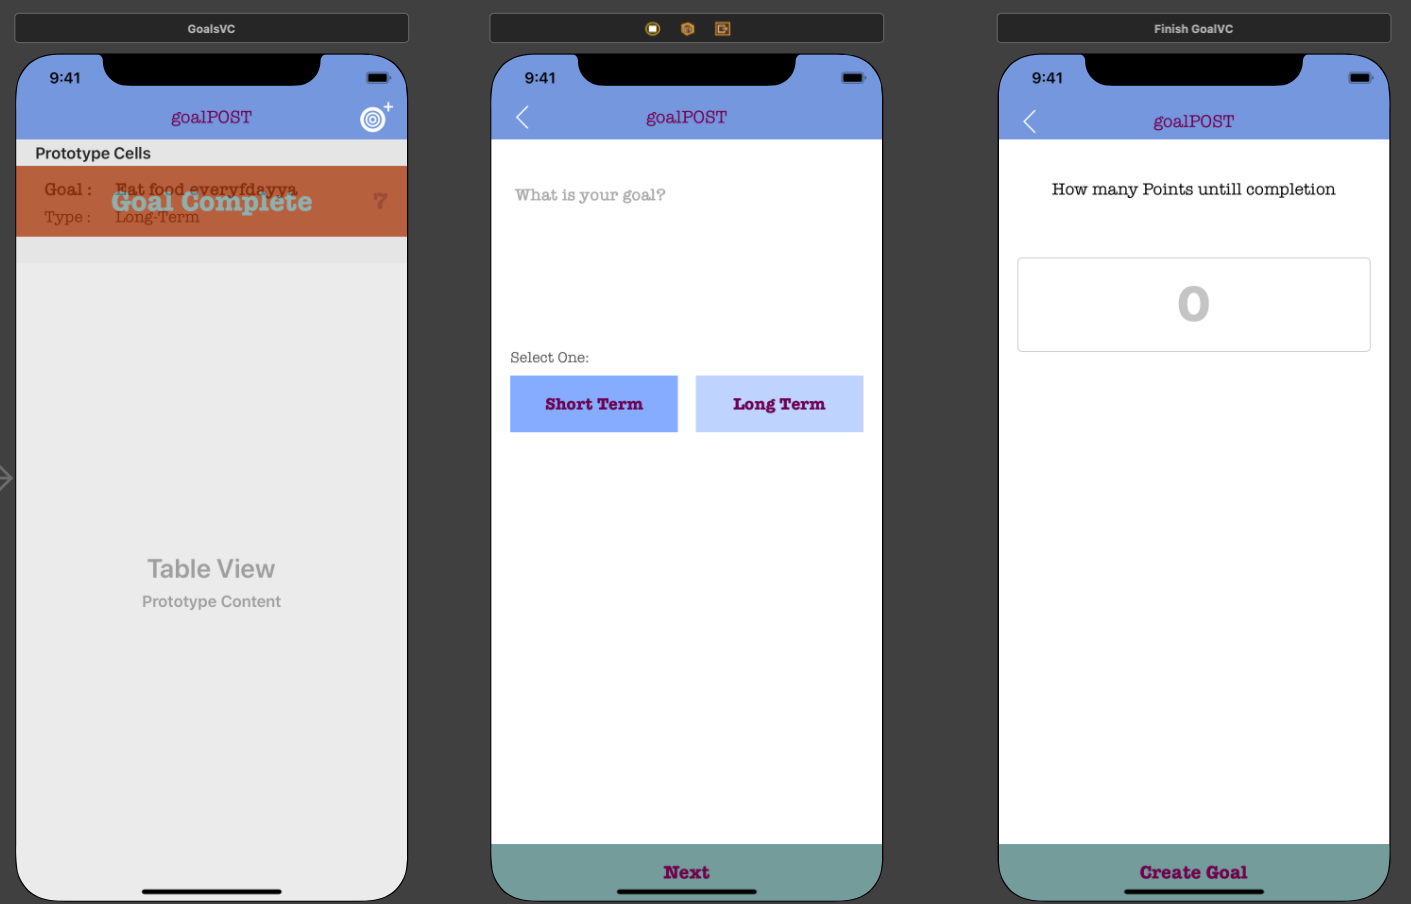 GoalsVC
9:41
goalPOST
Prototype Cells
Goal : Eat food everyfdayya
Goal Complete
7
Type : Long-Term
Table View
Prototype Content
9:41
goalPOST
What is your goal?
Select One:
Short Term
Long Term
Next
Finish GoalVC
9:41
goalPOST
How many Points untill completion
0
Create Goal